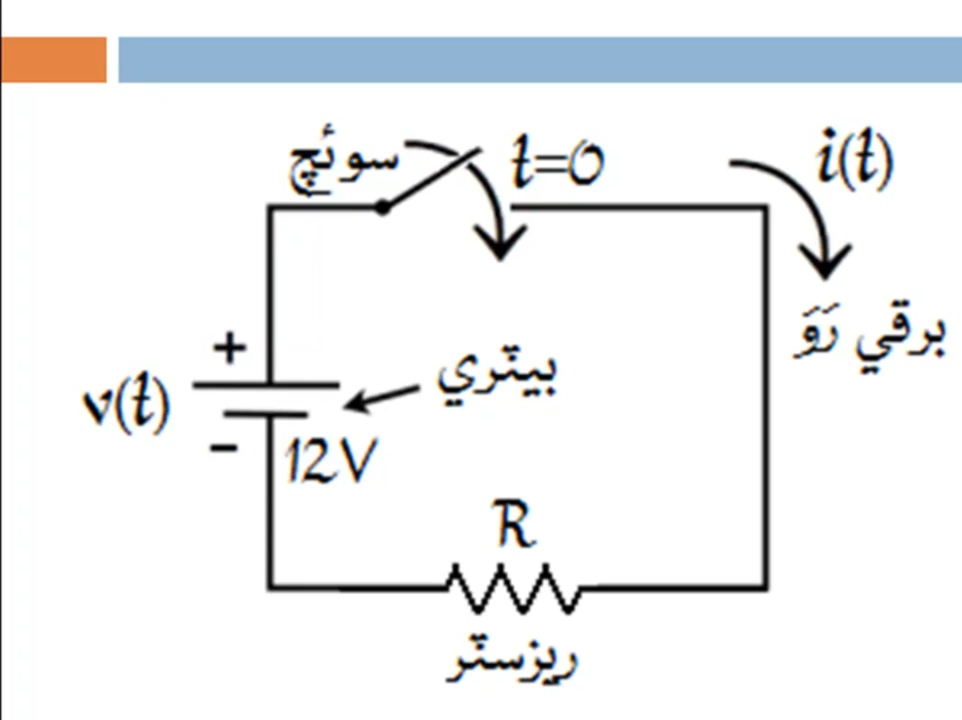 سوئچ
t=0
i(t)
برقي رَوَ
+
v(t)
بيٽري
-
12V
R
ريزسٽر